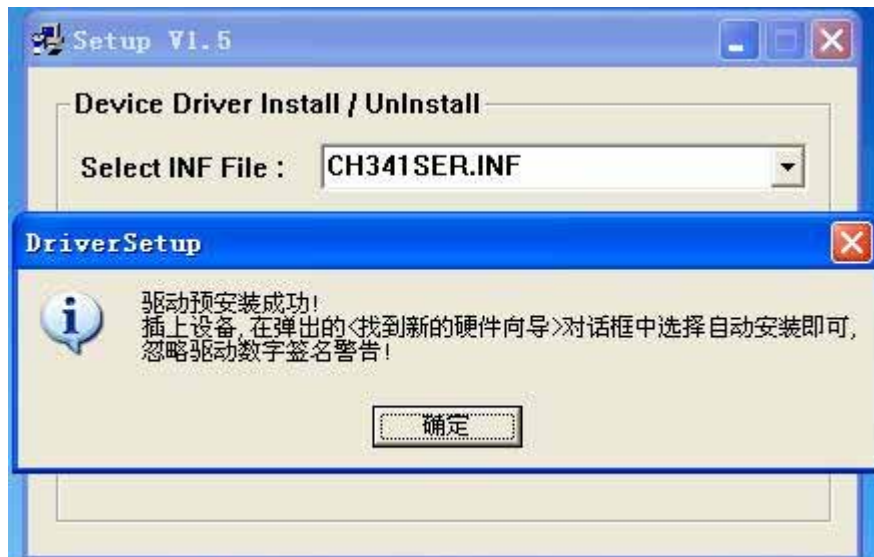 Setup V1.5
Device Driver Install / UnInstall
Select INF File :
CH341SER.INF
DriverSetup
驱动预安装成功!
插上设备,在弹出的<找到新的硬件向导>对话框中选择自动安装即可,
忽略驱动数字签名警告!
确定